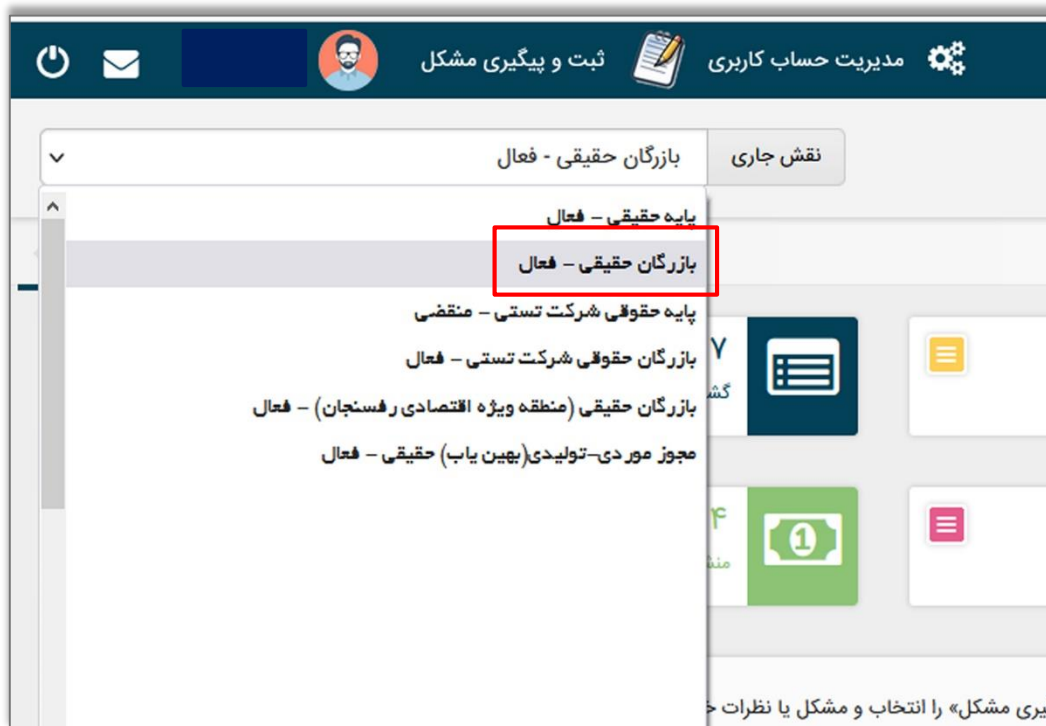 مدیریت حساب کاربری
ثبت و پیگیری مشکل
نقش جاری
بازرگان حقیقی - فعال
پایه حقیقی – فعال
بازرگان حقیقی – فعال
پایه حقوقی شرکت تستی – منقضی
بازرگان حقوقی شرکت تستی – فعال
بازرگان حقیقی (منطقه ویژه اقتصادی رفسنجان) – فعال
مجوز موردی–تولیدی(بهین یاب) حقیقی – فعال
۷
۴
1
مشکل» را انتخاب و مشکل یا نظرات